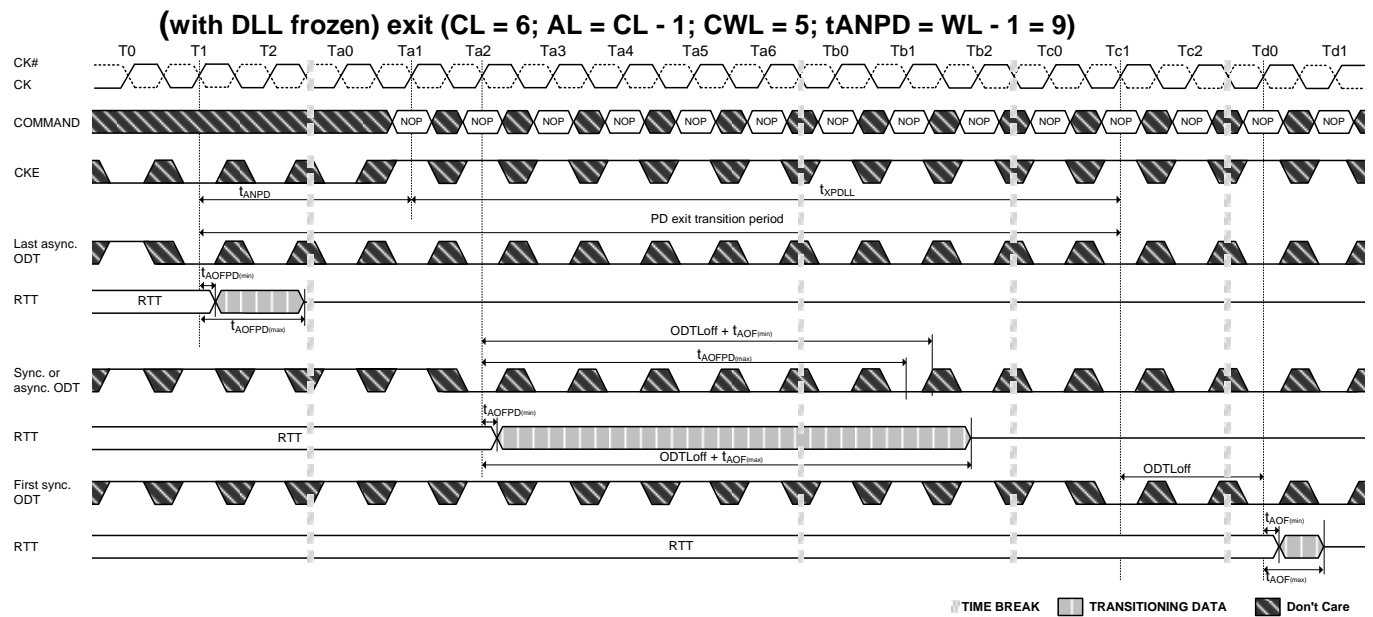 (with DLL frozen) exit (CL = 6; AL = CL - 1; CWL = 5; tANPD = WL - 1 = 9)
T0 T1 T2 Ta0 Ta1 Ta2 Ta3 Ta4 Ta5 Ta6 Tb0 Tb1 Tb2 Tc0 Tc1 Tc2 Td0 Td1
CK#
CK
COMMAND NOP NOP NOP NOP NOP NOP NOP NOP NOP NOP NOP NOP NOP NOP
CKE
tANPD tXPDLL
PD exit transition period
Last async.
ODT
tAOFPD(min)
RTT RTT
tAOFPD(max)
ODTLoff + tAOF(min)
tAOFPD(max)
Sync. or
async. ODT
tAOFPD(min)
RTT RTT
ODTLoff + tAOF(max)
ODTLoff
First sync.
ODT
tAOF(min)
RTT RTT
tAOF(max)
TIME BREAK TRANSITIONING DATA Don't Care